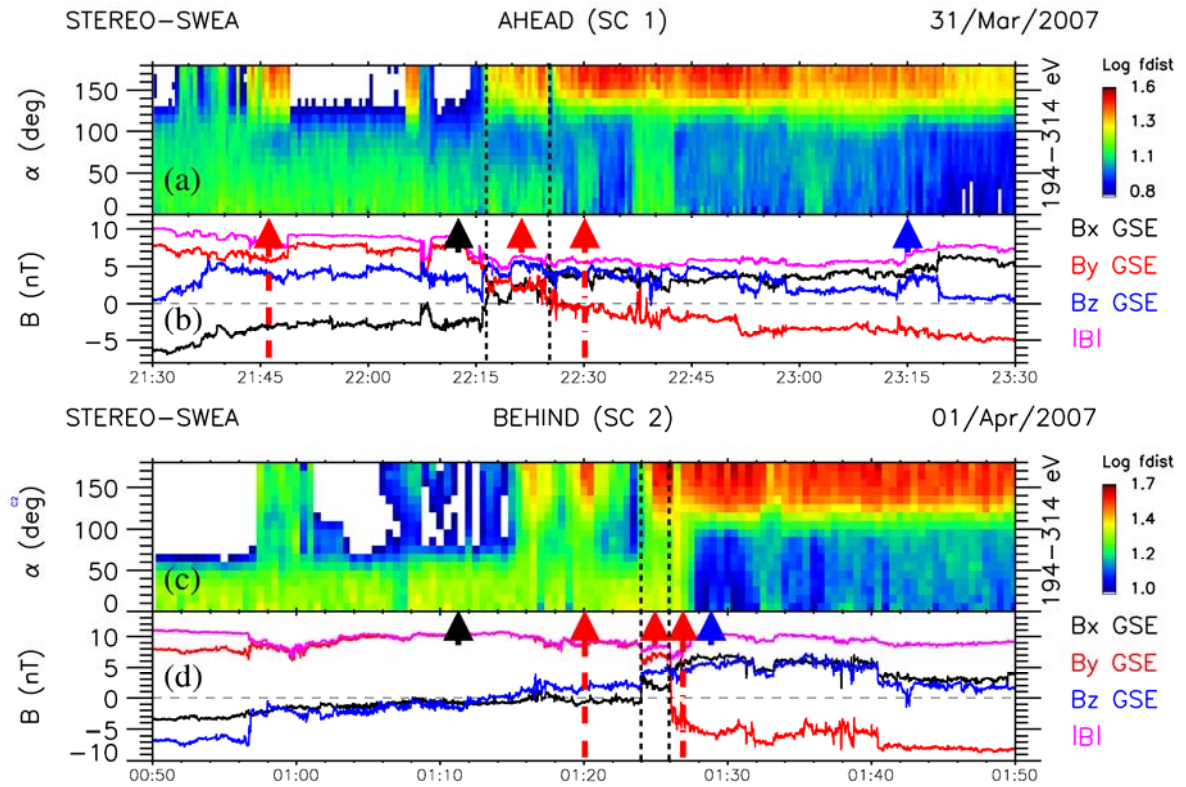 STEREO-SWEA AHEAD (SC 1) 31/Mar/2007
150
100
50
0
α (deg)
(a)
194-314 eV
Log fdist
1.6
1.4
1.1
0.8
10
5
0
-5
B (nT)
(b)
Bx GSE
By GSE
Bz GSE
|B|
21:30 21:45 22:00 22:15 22:30 22:45 23:00 23:15 23:30
STEREO-SWEA BEHIND (SC 2) 01/Apr/2007
150
100
50
0
α (deg C2)
(c)
194-314 eV
Log fdist
1.7
1.4
1.2
1.0
10
5
0
-5
-10
B (nT)
(d)
Bx GSE
By GSE
Bz GSE
|B|
00:50 01:00 01:10 01:20 01:30 01:40 01:50